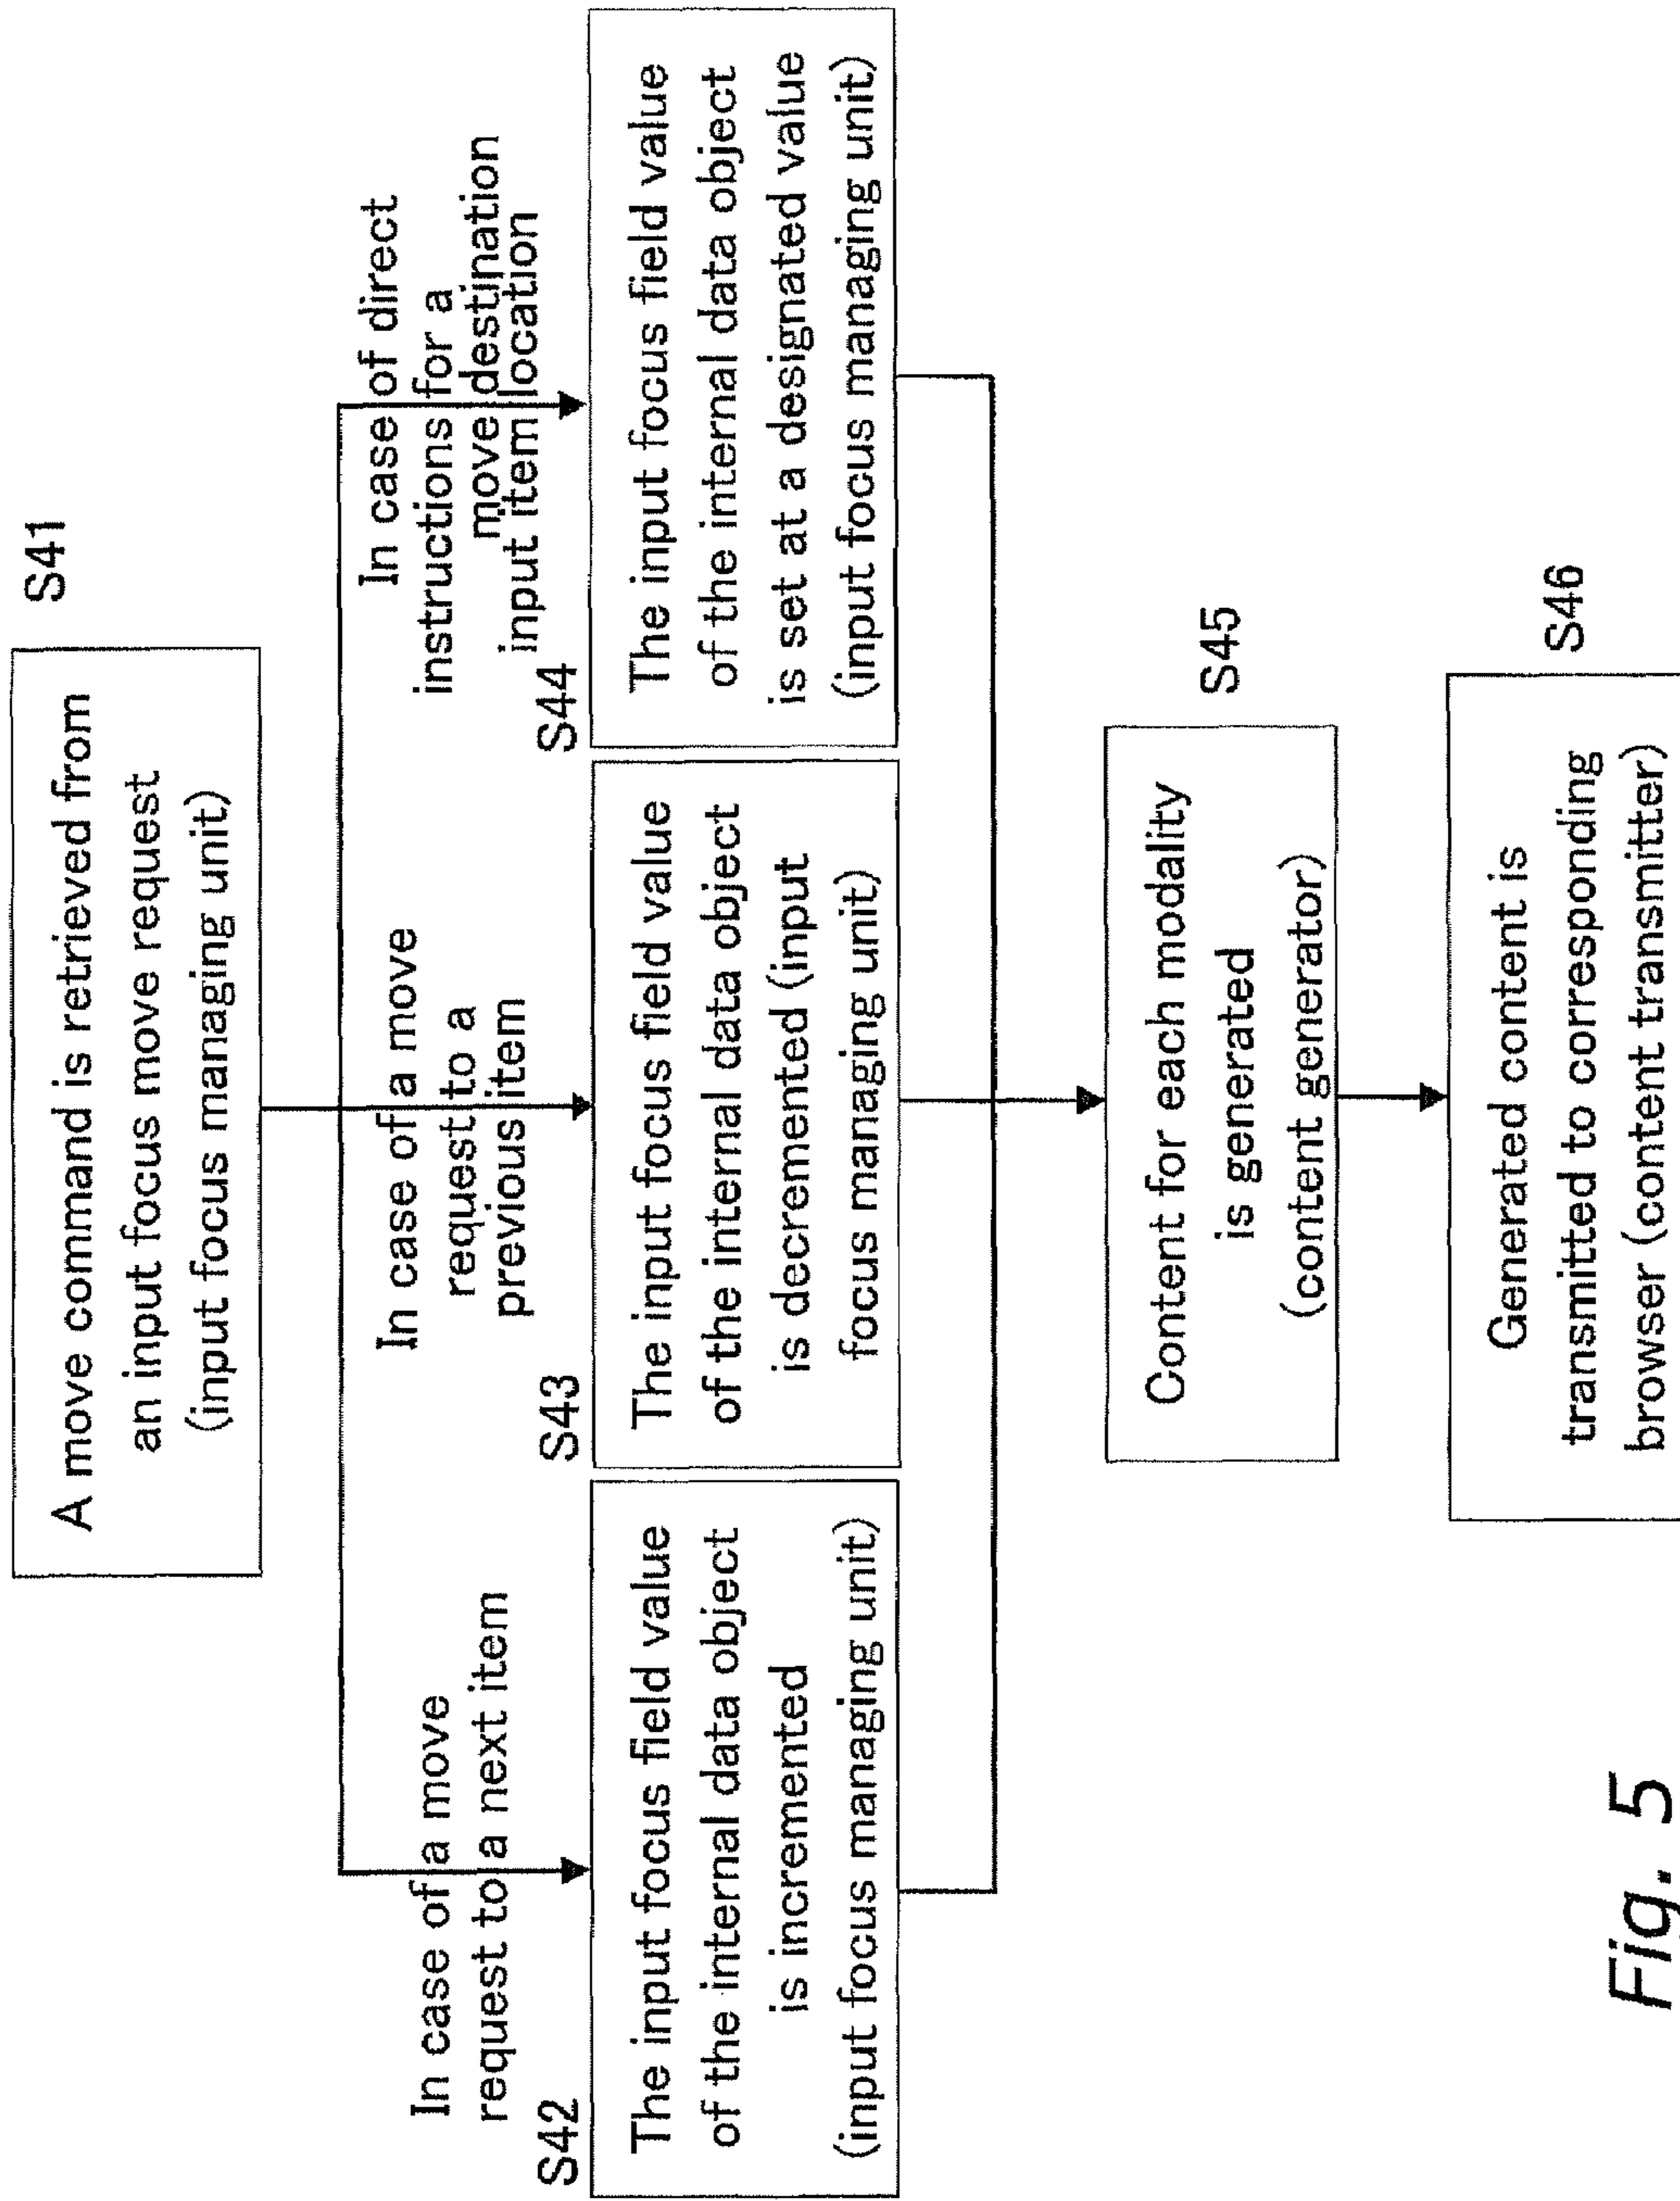 S41
A move command is retrieved from
an input focus move request
(input focus managing unit)
In case of a move
request to a next item
In case of a move
request to a
previous item
In case of direct
instructions for a
move destination
input item location
S42
The input focus field value
of the internal data object
is incremented
(input focus managing unit)
S43
The input focus field value
of the internal data object
is decremented (input
focus managing unit)
S44
The input focus field value
of the internal data object
is set at a designated value
(input focus managing unit)
S45
Content for each modality
is generated
(content generator)
S46
Generated content is
transmitted to corresponding
browser (content transmitter)
Fig. 5